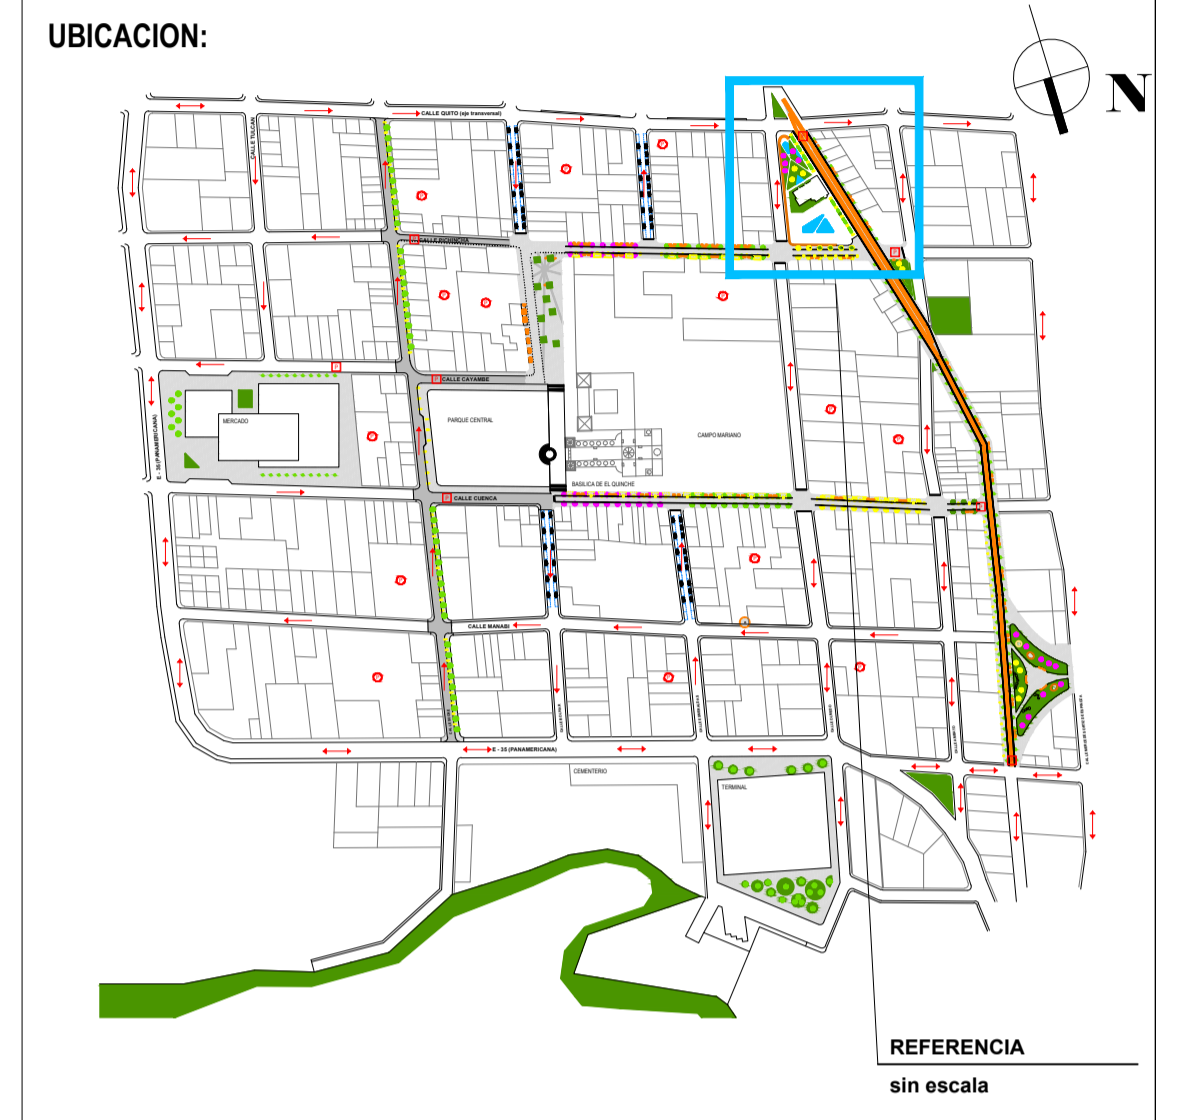 UBICACION:
N
CALLE QUITO (eje transversal)
CALLE TULCAN
CALLE PICHINCHA
CALLE CAYAMBE
MERCADO
PARQUE CENTRAL
CAMPO MARIANO
E - 35 (PANAMERICANA)
BASILICA DE EL QUINCHE
CALLE CUENCA
CALLE MANABI
E - 35 (PANAMERICANA)
CEMENTERIO
TERMINAL
REFERENCIA
sin escala